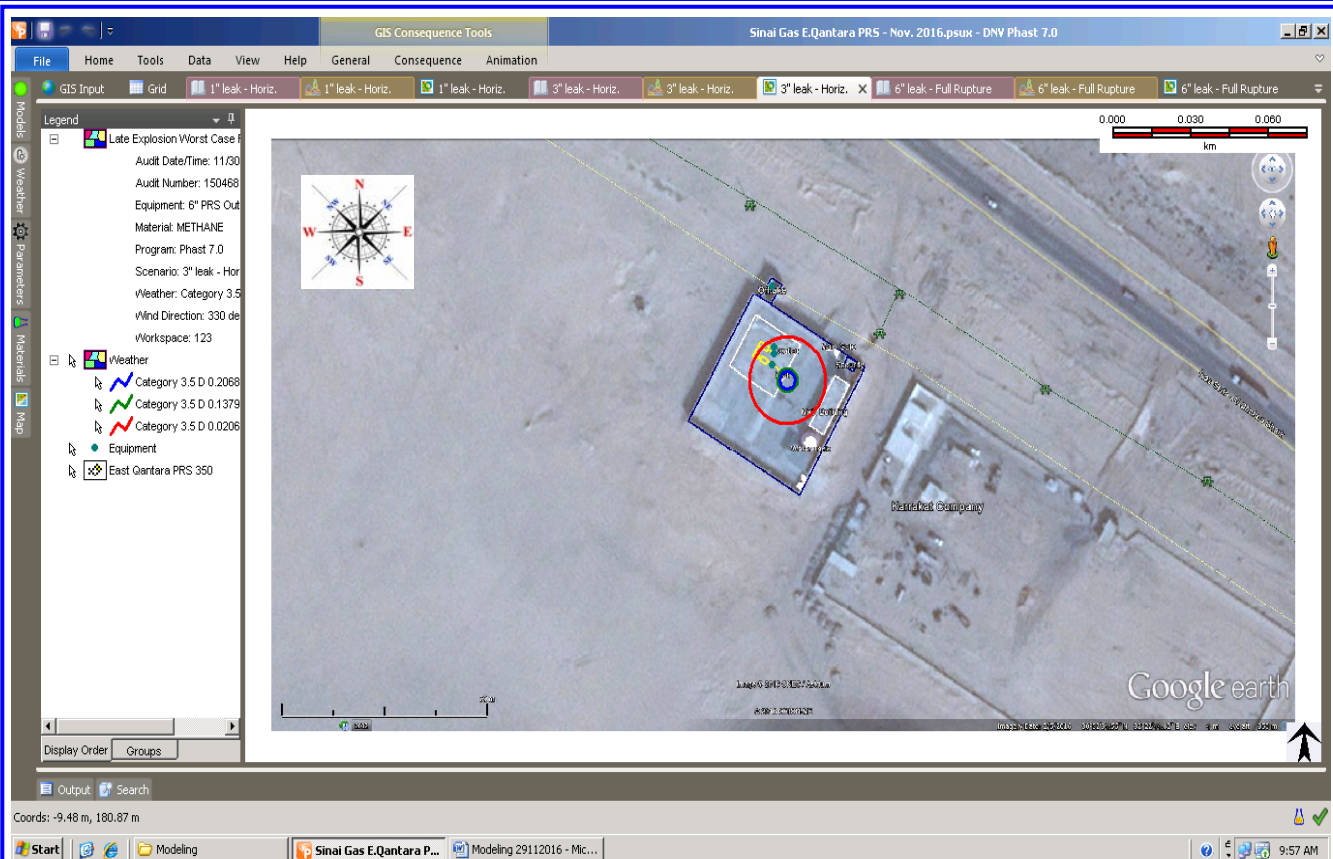 GIS Consequence Tools
Sinai Gas E.Qantara PRS - Nov. 2016.psux - DNV Phast 7.0
File Home Tools Data View Help General Consequence Animation
GIS Input Grid 1" leak - Horiz. 1" leak - Horiz. 1" leak - Horiz. 3" leak - Horiz. 3" leak - Horiz. 3" leak - Horiz. X 6" leak - Full Rupture 6" leak - Full Rupture 6" leak - Full Rupture
Models
Weather
Parameters
Materials
Map
Legend
Late Explosion Worst Case
Audit Date/Time: 11/30
Audit Number: 150468
Equipment: 6" PRS Out
Material: METHANE
Program: Phast 7.0
Scenario: 3" leak - Hor
Weather: Category 3.5
Wind Direction: 330 de
Workspace: 123
Weather
Category 3.5 D 0.2068
Category 3.5 D 0.1379
Category 3.5 D 0.0206
Equipment
East Qantara PRS 350
Display Order Groups
0.000 0.030 0.060
km
N
NW NE
W E
SW SE
S
Karrakat Company
Google earth
Output Search
Coords: -9.48 m, 180.87 m
Start Modeling Sinai Gas E.Qantara P... Modeling 29112016 - Mic... 9:57 AM